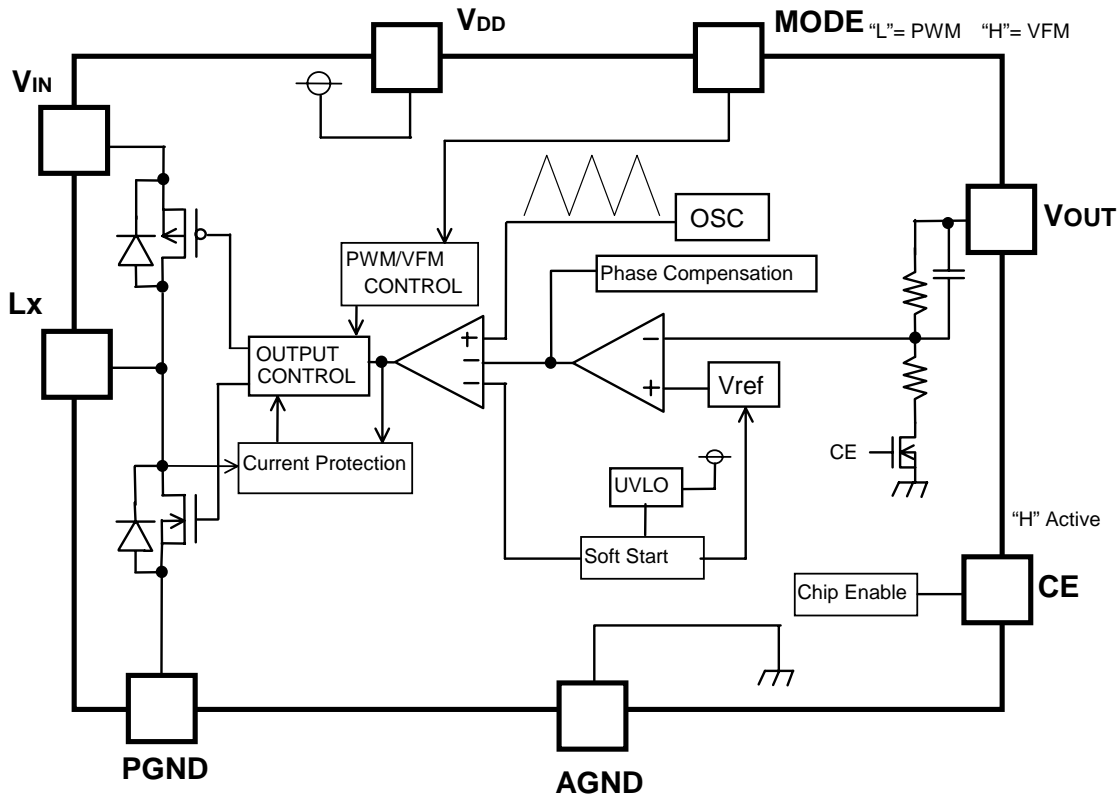 VDD
MODE "L"= PWM "H"= VFM
VIN
OSC
VOUT
PWM/VFM
CONTROL
Phase Compensation
Lx
OUTPUT
CONTROL
+
−
−
−
+
Vref
Current Protection
CE
UVLO
"H" Active
Soft Start
Chip Enable
CE
PGND
AGND